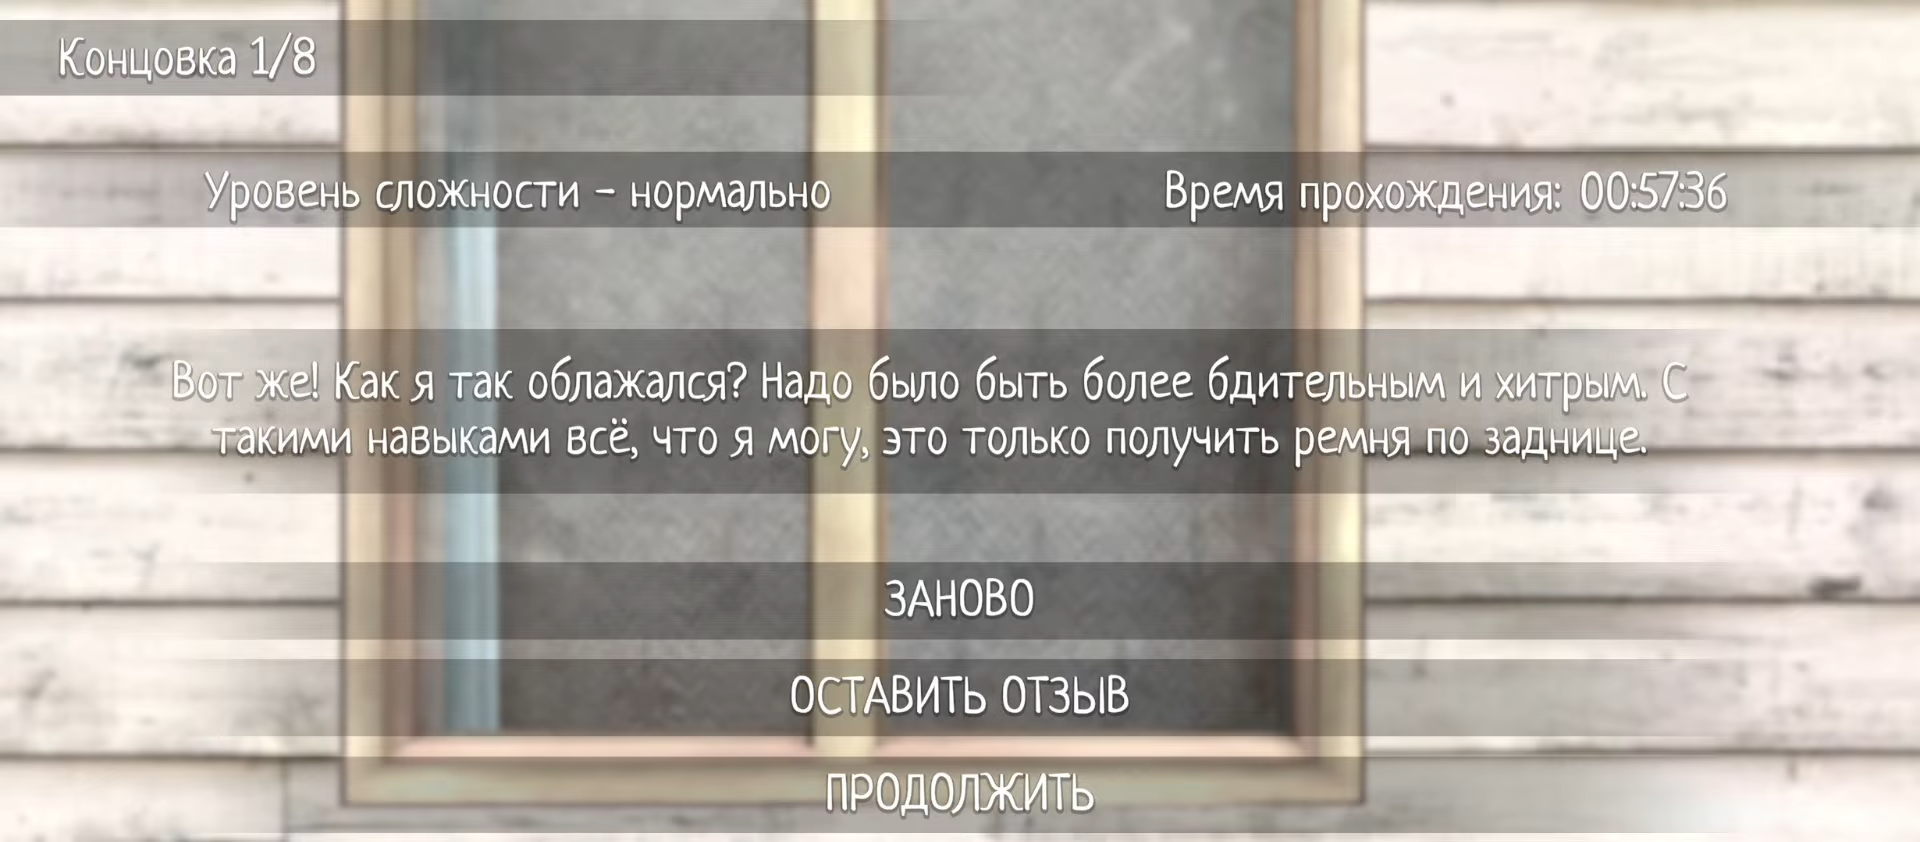 Концовка 1/8
Уровень сложности - нормально
Время прохождения: 00:57:36
Вот же! Как я так облажался? Надо было быть более бдительным и хитрым. С
такими навыками всё, что я могу, это только получить ремня по заднице.
ЗАНОВО
ОСТАВИТЬ ОТЗЫВ
ПРОДОЛЖИТЬ